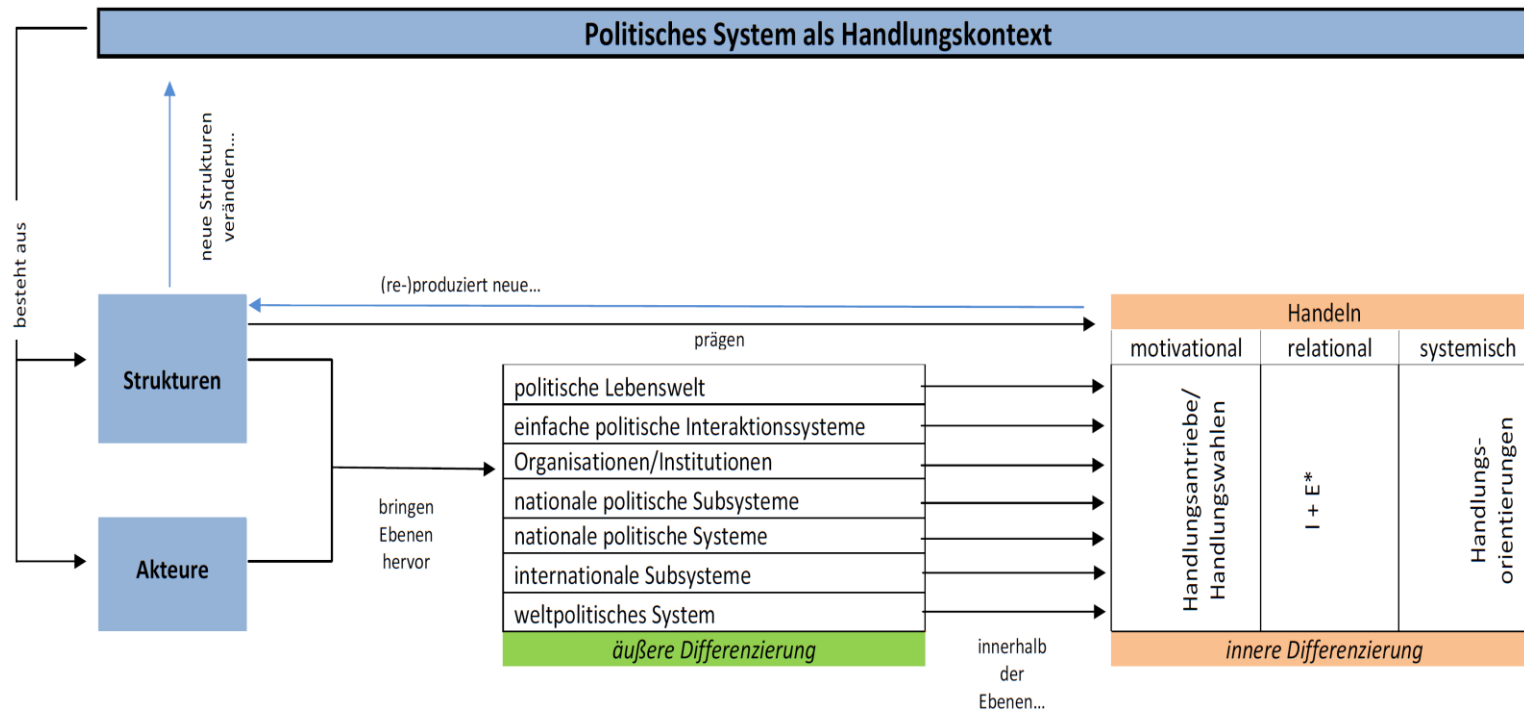 Politisches System als Handlungskontext
besteht aus
neue Strukturen
verändern...
(re-)produziert neue...
prägen
Strukturen
Akteure
bringen
Ebenen
hervor
politische Lebenswelt
einfache politische Interaktionssysteme
Organisationen/Institutionen
nationale politische Subsysteme
nationale politische Systeme
internationale Subsysteme
weltpolitisches System
äußere Differenzierung
innerhalb
der
Ebenen...
Handeln
motivational
relational
systemisch
Handlungsantriebe/
Handlungswahlen
I + E*
Handlungs-
orientierungen
innere Differenzierung